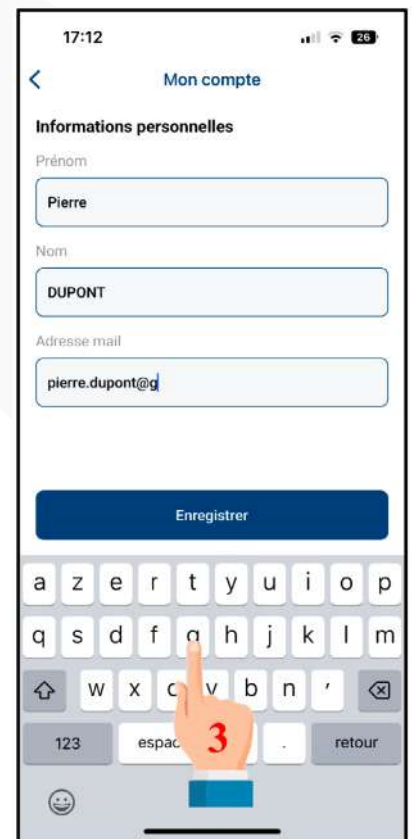 17:12 26
Mon compte
Informations personnelles
Prénom
Pierre
Nom
DUPONT
Adresse mail
pierre.dupont@g
Enregistrer
a z e r t y u i o p
q s d f g h j k l m
w x c v b n '
123 . retour
3